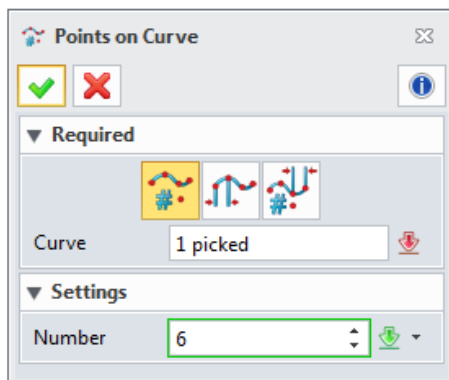 Points on Curve
Required
Curve 1 picked
Settings
Number 6